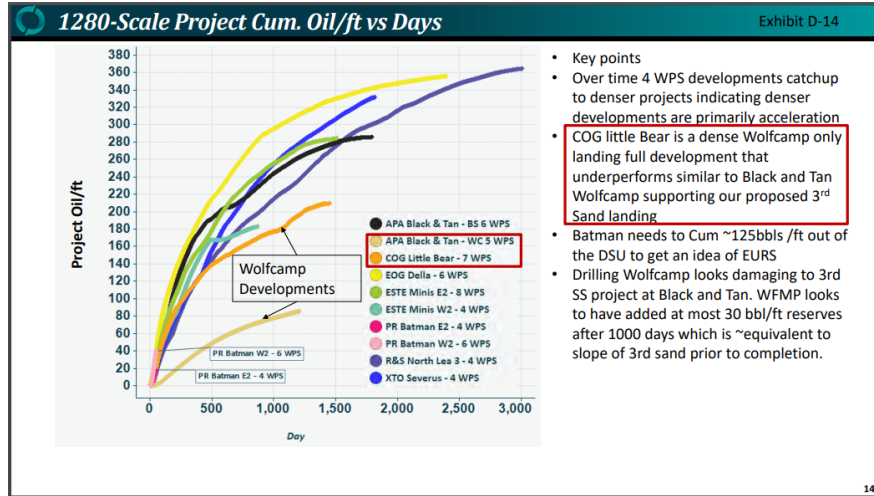 1280-Scale Project Cum. Oil/ft vs Days
Exhibit D-14
Project Oil/ft
380
360
340
320
300
280
260
240
220
200
180
160
140
120
100
80
60
40
20
0
0 500 1,000 1,500 2,000 2,500 3,000
Day
Wolfcamp
Developments
PR Batman W2 - 6 WPS
PR Batman E2 - 4 WPS
APA Black & Tan - BS 6 WPS
APA Black & Tan - WC 5 WPS
COG Little Bear - 7 WPS
EOG Della - 6 WPS
ESTE Minis E2 - 8 WPS
ESTE Minis W2 - 4 WPS
PR Batman E2 - 4 WPS
PR Batman W2 - 6 WPS
R&S North Lea 3 - 4 WPS
XTO Severus - 4 WPS
• Key points
• Over time 4 WPS developments catchup
to denser projects indicating denser
developments are primarily acceleration
• COG little Bear is a dense Wolfcamp only
landing full development that
underperforms similar to Black and Tan
Wolfcamp supporting our proposed 3rd
Sand landing
• Batman needs to Cum ~125bbls /ft out of
the DSU to get an idea of EURS
• Drilling Wolfcamp looks damaging to 3rd
SS project at Black and Tan. WFMP looks
to have added at most 30 bbl/ft reserves
after 1000 days which is ~equivalent to
slope of 3rd sand prior to completion.
14